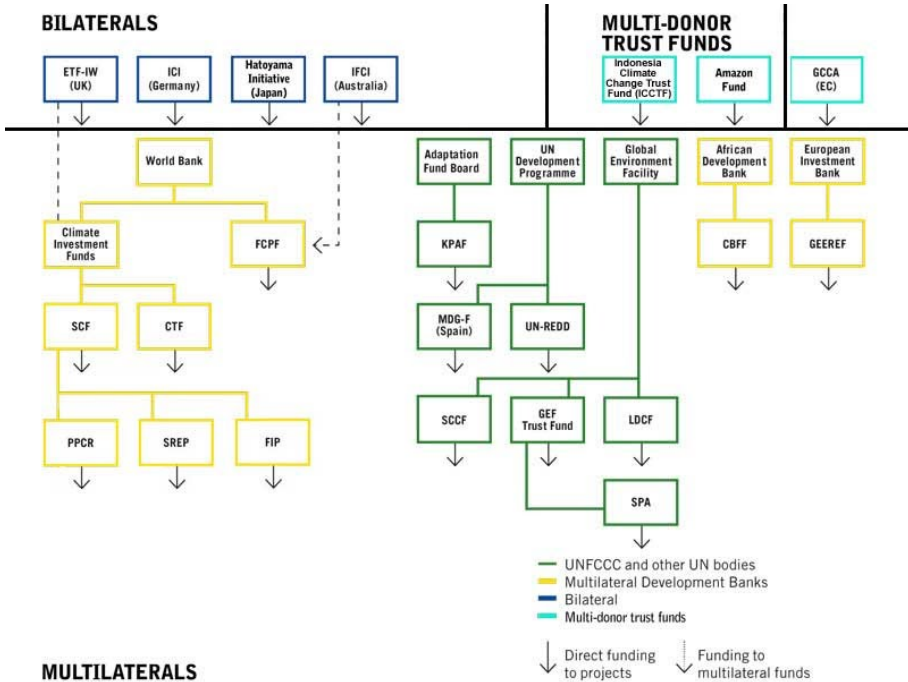 BILATERALS
MULTI-DONOR
TRUST FUNDS
ETF-IW
(UK)
ICI
(Germany)
Hatoyama
Initiative
(Japan)
IFCI
(Australia)
Indonesia
Climate
Change Trust
Fund (ICCTF)
Amazon
Fund
GCCA
(EC)
World Bank
Adaptation
Fund Board
UN
Development
Programme
Global
Environment
Facility
African
Development
Bank
European
Investment
Bank
Climate
Investment
Funds
FCPF
KPAF
CBFF
GEEREF
SCF
CTF
MDG-F
(Spain)
UN-REDD
PPCR
SREP
FIP
SCCF
GEF
Trust Fund
LDCF
SPA
UNFCCC and other UN bodies
Multilateral Development Banks
Bilateral
Multi-donor trust funds
Direct funding
to projects
Funding to
multilateral funds
MULTILATERALS